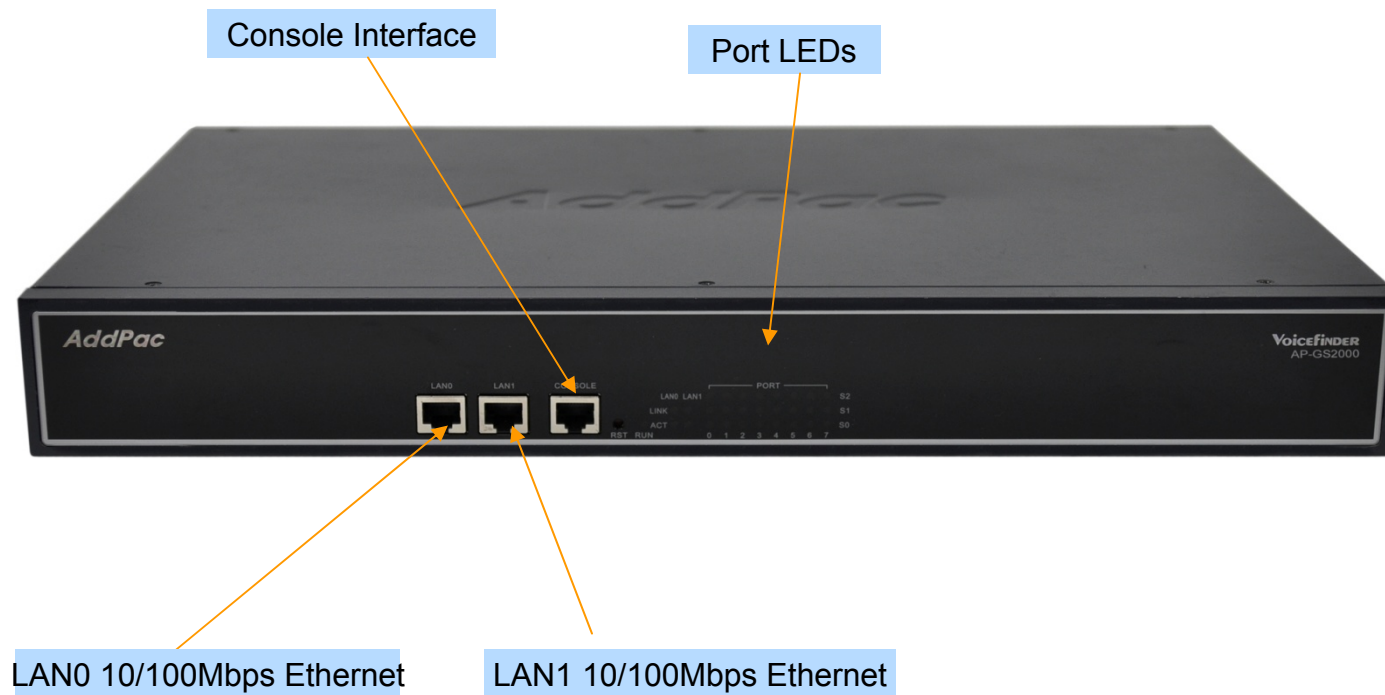 Console Interface
Port LEDs
AddPac
AddPac
VoiceFinder
AP-GS2000
LAN0 LAN1 CONSOLE PORT
LAN0 LAN1 S2
LINK S1
ACT S0
RST RUN 0 1 2 3 4 5 6 7
LAN0 10/100Mbps Ethernet
LAN1 10/100Mbps Ethernet